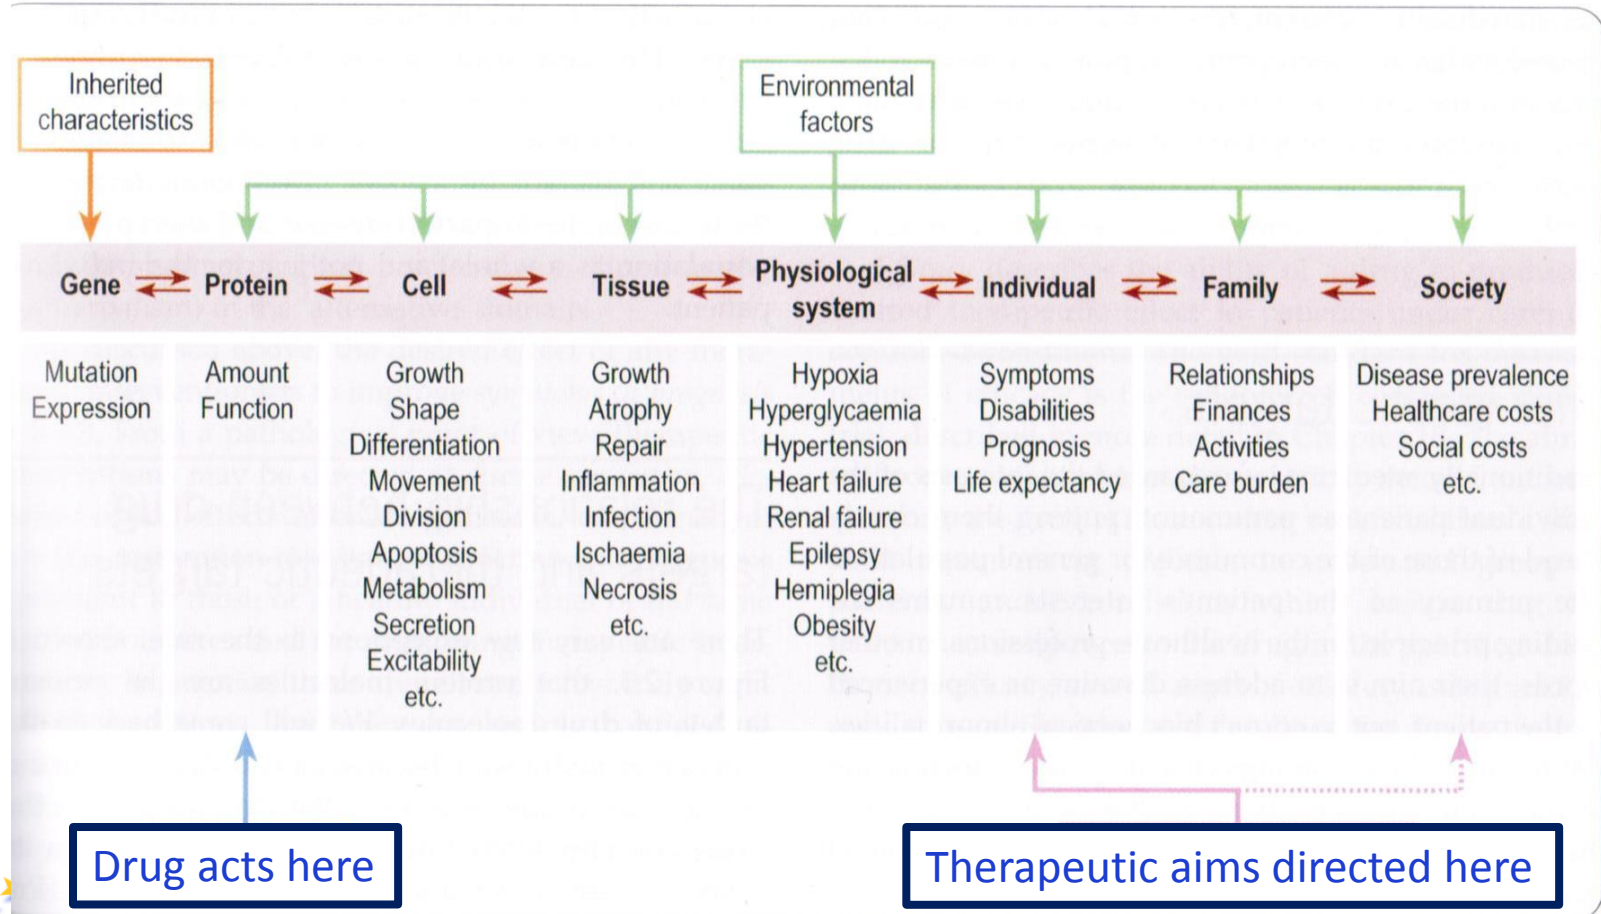 Inherited
characteristics
Environmental
factors
Gene
Protein
Cell
Tissue
Physiological
system
Individual
Family
Society
Mutation
Expression
Amount
Function
Growth
Shape
Differentiation
Movement
Division
Apoptosis
Metabolism
Secretion
Excitability
etc.
Growth
Atrophy
Repair
Inflammation
Infection
Ischaemia
Necrosis
etc.
Hypoxia
Hyperglycaemia
Hypertension
Heart failure
Renal failure
Epilepsy
Hemiplegia
Obesity
etc.
Symptoms
Disabilities
Prognosis
Life expectancy
Relationships
Finances
Activities
Care burden
Disease prevalence
Healthcare costs
Social costs
etc.
Drug acts here
Therapeutic aims directed here